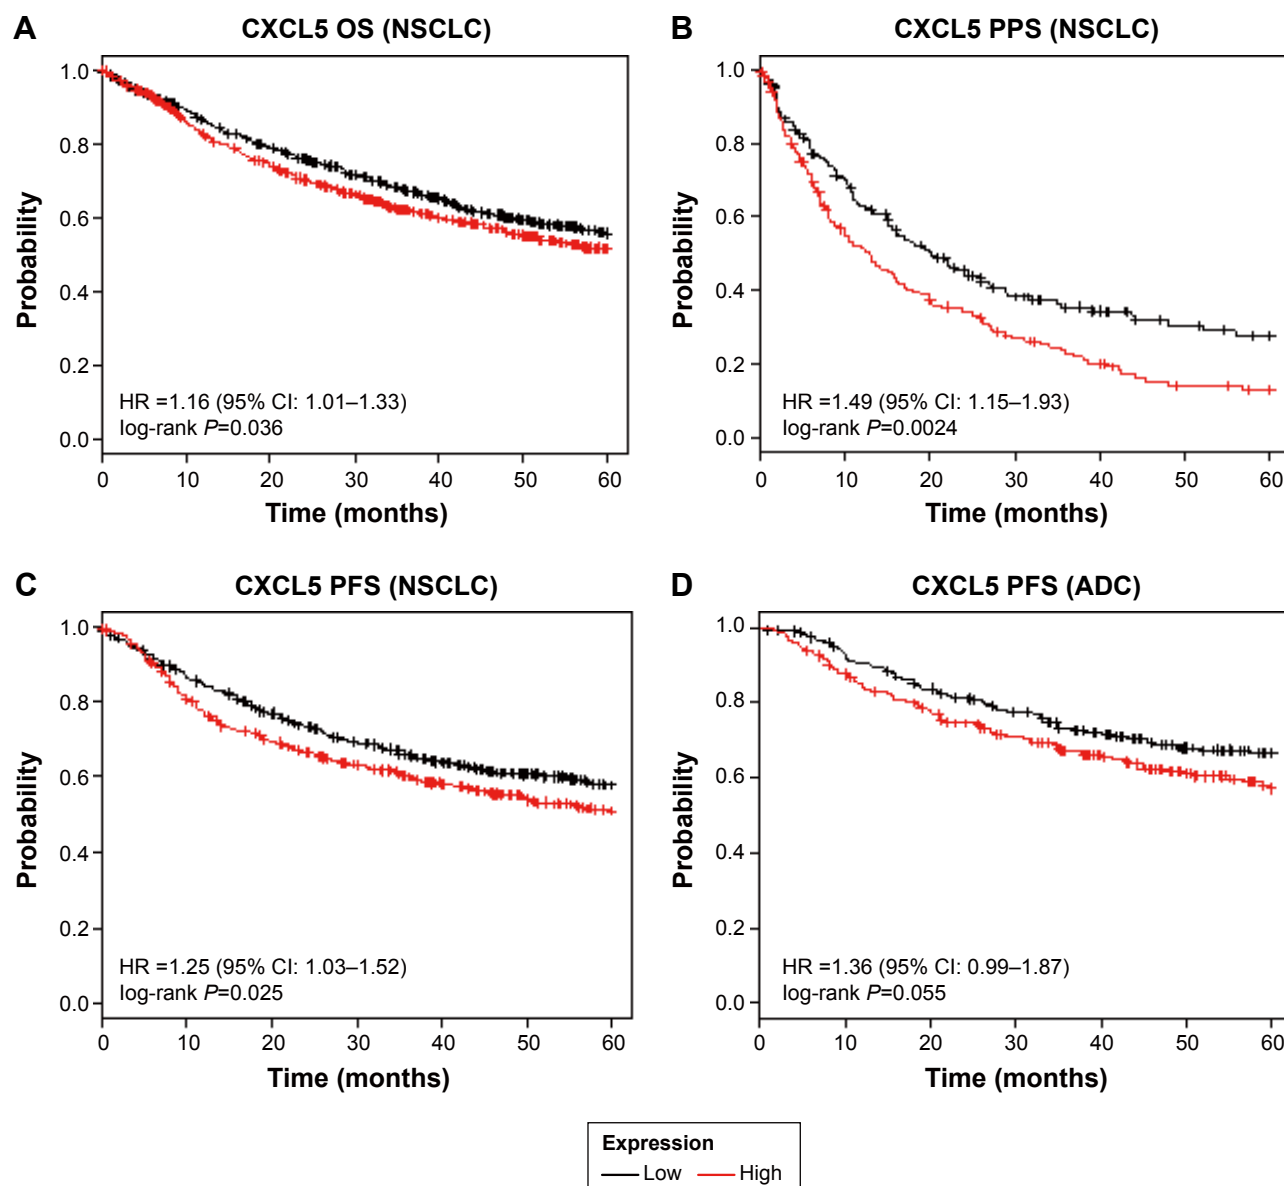 A
CXCL5 OS (NSCLC)
Probability
1.0
0.8
0.6
0.4
0.2
0.0
HR =1.16 (95% CI: 1.01–1.33)
log-rank P=0.036
0 10 20 30 40 50 60
Time (months)
B
CXCL5 PPS (NSCLC)
Probability
1.0
0.8
0.6
0.4
0.2
0.0
HR =1.49 (95% CI: 1.15–1.93)
log-rank P=0.0024
0 10 20 30 40 50 60
Time (months)
C
CXCL5 PFS (NSCLC)
Probability
1.0
0.8
0.6
0.4
0.2
0.0
HR =1.25 (95% CI: 1.03–1.52)
log-rank P=0.025
0 10 20 30 40 50 60
Time (months)
D
CXCL5 PFS (ADC)
Probability
1.0
0.8
0.6
0.4
0.2
0.0
HR =1.36 (95% CI: 0.99–1.87)
log-rank P=0.055
0 10 20 30 40 50 60
Time (months)
Expression
Low High